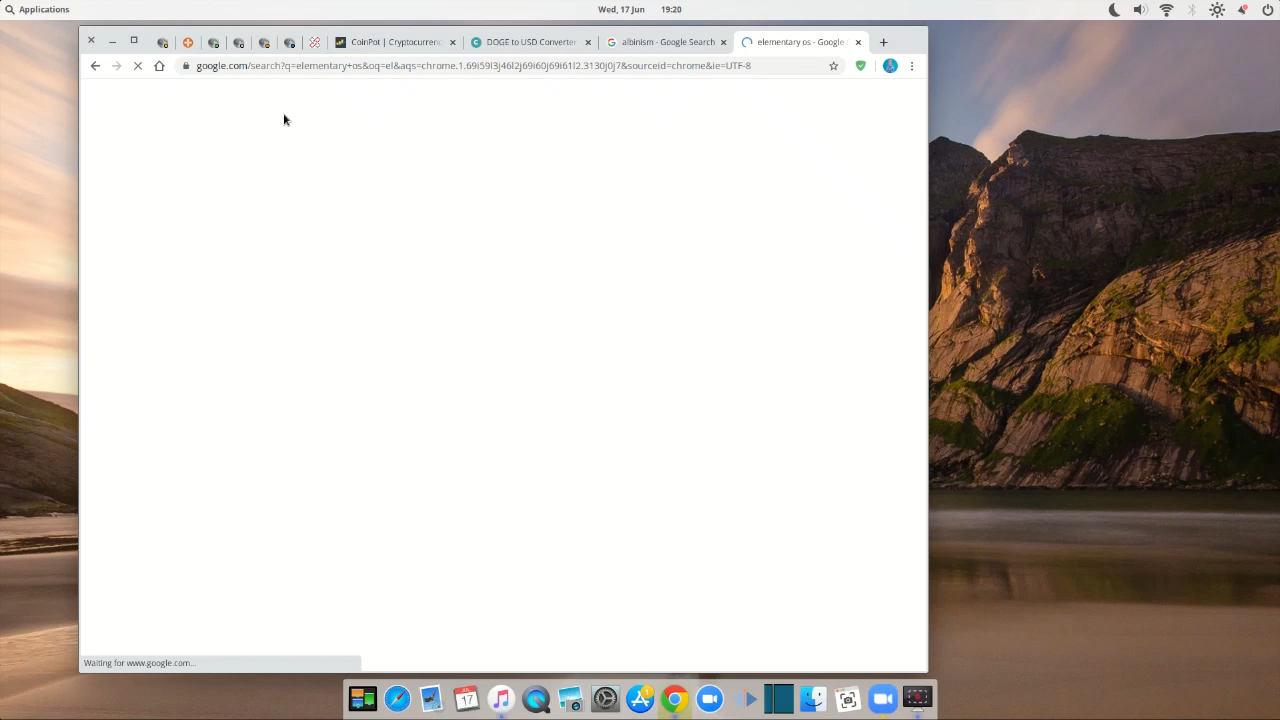 Applications
Wed, 17 Jun 19:20
CoinPot | Cryptocurrenc
DOGE to USD Converter
albinism - Google Search
elementary os - Google S
google.com/search?q=elementary+os&oq=el&aqs=chrome.1.69i59l3j46l2j69i60j69i61l2.3130j0j7&sourceid=chrome&ie=UTF-8
Waiting for www.google.com...
17
1